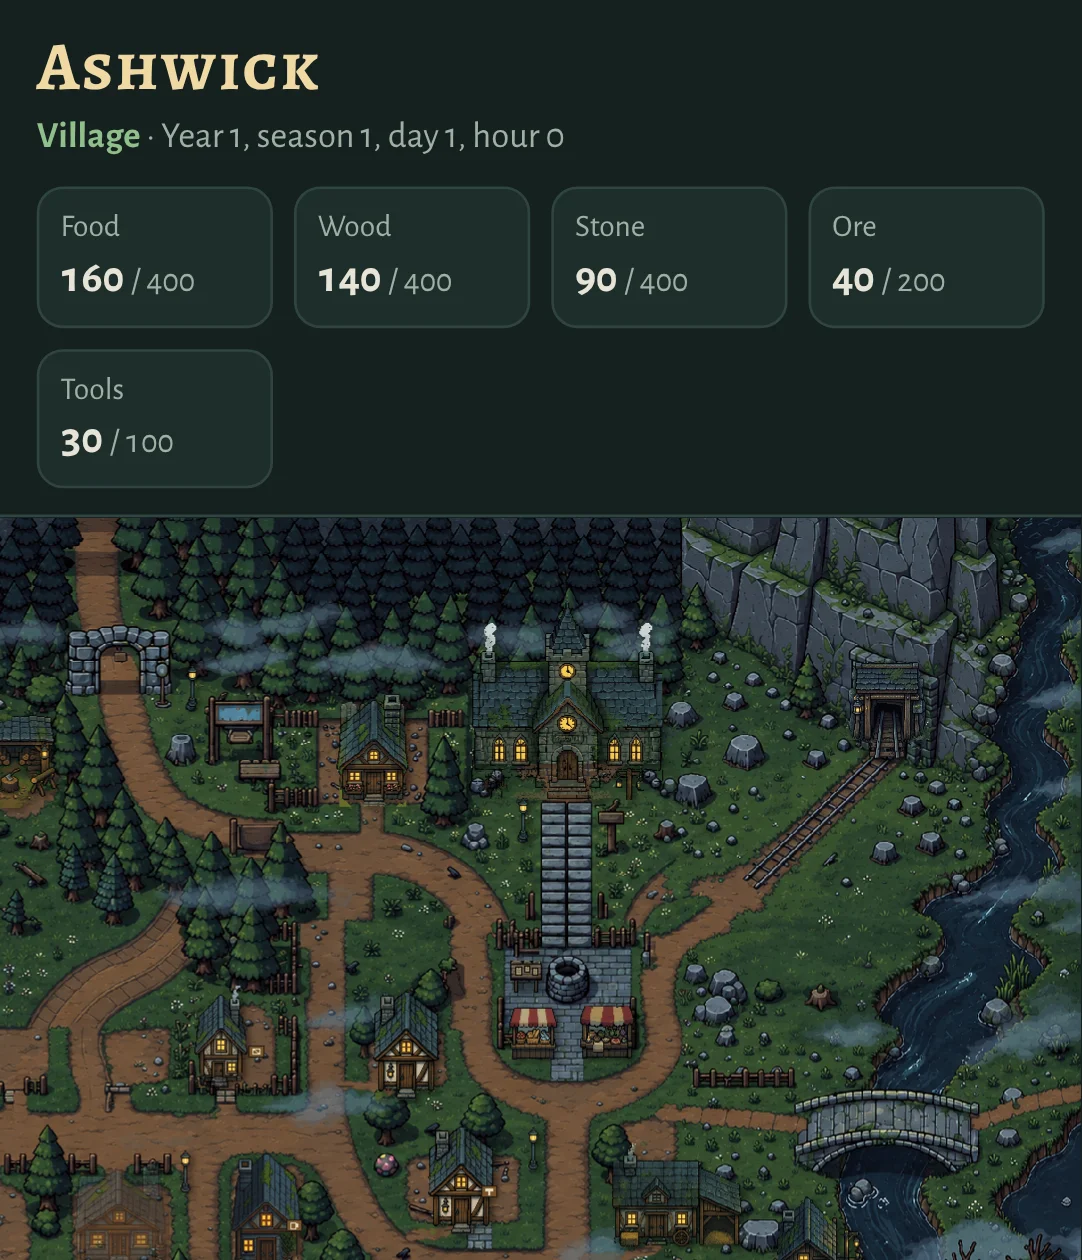 Ashwick
Village · Year 1, season 1, day 1, hour 0
Food
160 / 400
Wood
140 / 400
Stone
90 / 400
Ore
40 / 200
Tools
30 / 100